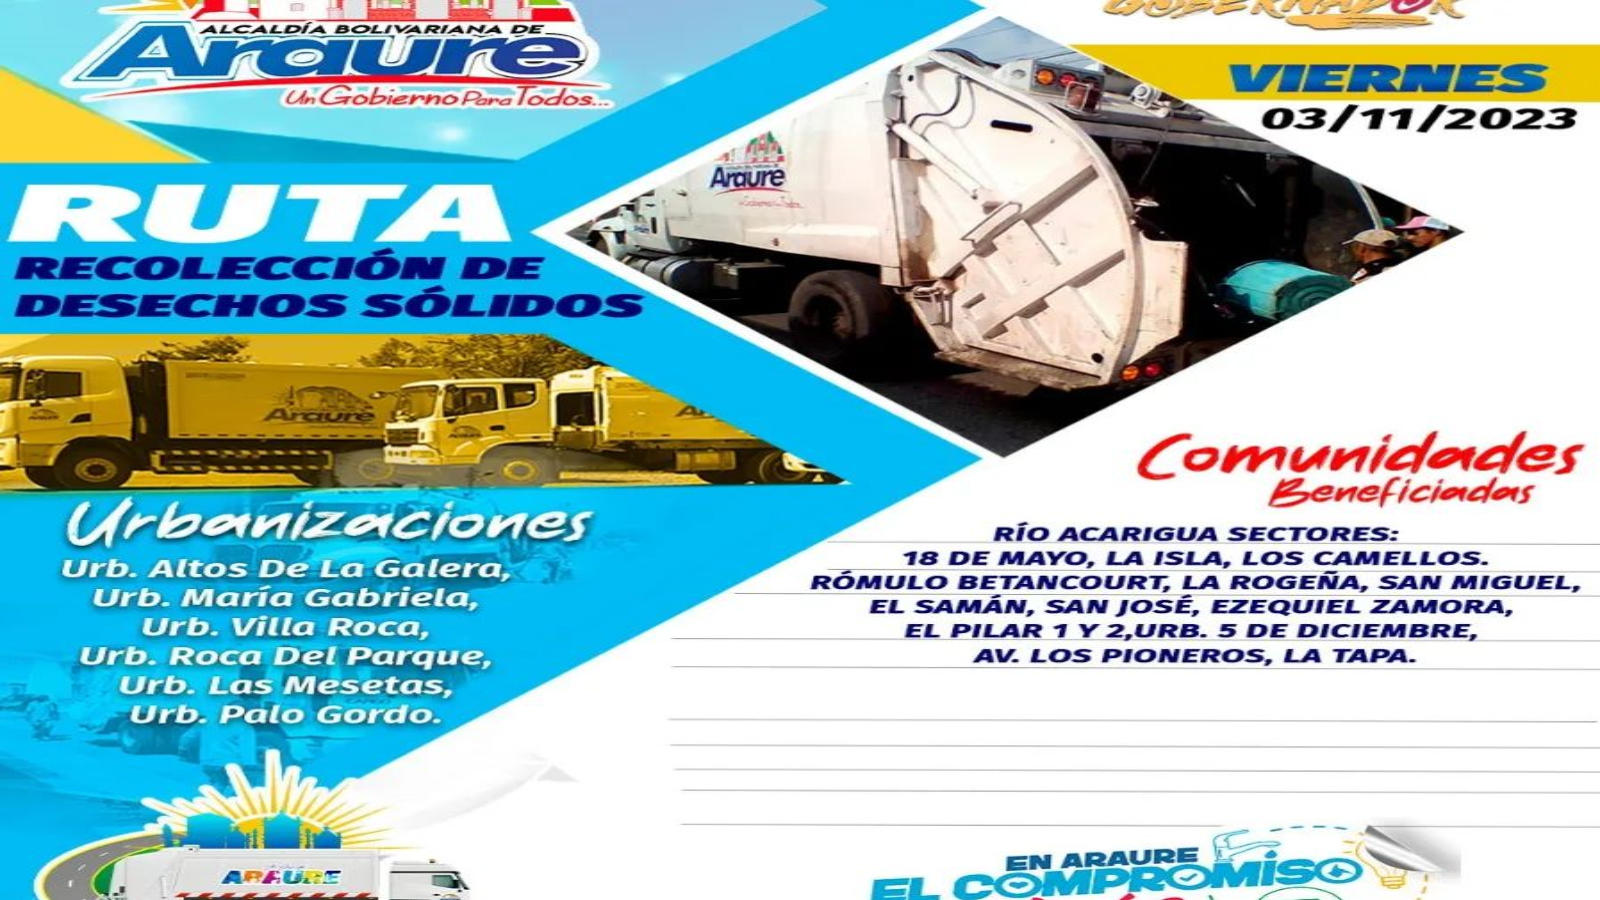 ALCALDÍA BOLIVARIANA DE
Araure
Un Gobierno Para Todos...
GOBERNADOR
VIERNES
03/11/2023
RUTA
RECOLECCIÓN DE
DESECHOS SÓLIDOS
Araure
Araure
Urbanizaciones
Urb. Altos De La Galera,
Urb. María Gabriela,
Urb. Villa Roca,
Urb. Roca Del Parque,
Urb. Las Mesetas,
Urb. Palo Gordo.
Comunidades
Beneficiadas
RÍO ACARIGUA SECTORES:
18 DE MAYO, LA ISLA, LOS CAMELLOS.
RÓMULO BETANCOURT, LA ROGEÑA, SAN MIGUEL,
EL SAMÁN, SAN JOSÉ, EZEQUIEL ZAMORA,
EL PILAR 1 Y 2,URB. 5 DE DICIEMBRE,
AV. LOS PIONEROS, LA TAPA.
ARAURE
EN ARAURE
EL COMPROMISO